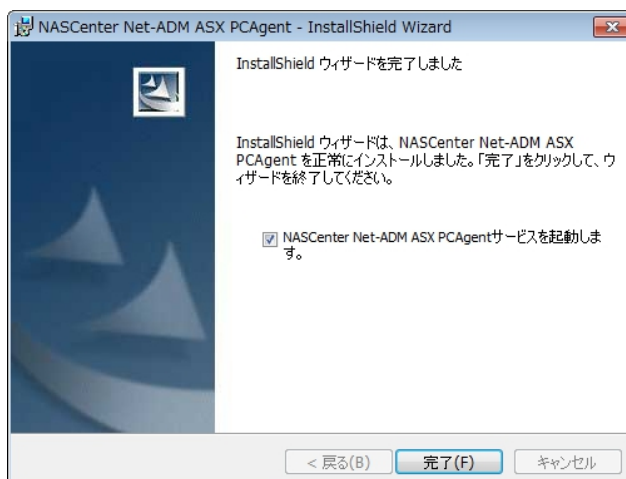 NASCenter Net-ADM ASX PCAgent - InstallShield Wizard
InstallShield ウィザードを完了しました
InstallShield ウィザードは、NASCenter Net-ADM ASX
PCAgent を正常にインストールしました。「完了」をクリックして、ウ
ィザードを終了してください。
NASCenter Net-ADM ASX PCAgentサービスを起動しま
す。
< 戻る(B)
完了(F)
キャンセル